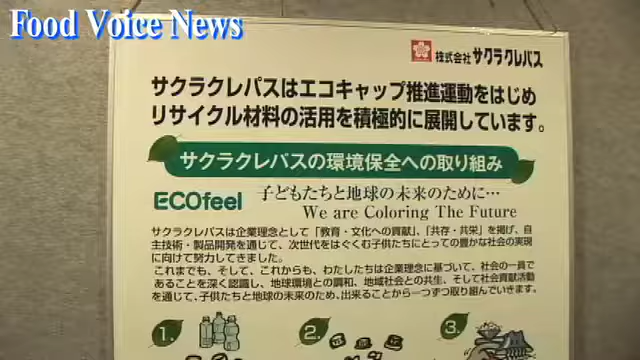 Food Voice News
株式会社 サクラクレパス
サクラクレパスはエコキャップ推進運動をはじめ
リサイクル材料の活用を積極的に展開しています。
サクラクレパスの環境保全への取り組み
ECOfeel 子どもたちと地球の未来のために…
We are Coloring The Future
サクラクレパスは企業理念として「教育・文化への貢献」、「共存・共栄」を掲げ、自
主技術・製品開発を通じて、次世代をはぐくむ子供たちにとっての豊かな社会の実現
に向けて努力してきました。
これまでも、そして、これからも、わたしたちは企業理念に基づいて、社会の一員で
あることを深く認識し、地球環境との調和、地域社会との共生、そして社会貢献活動
を通じて、子供たちと地球の未来のため、出来ることから一つずつ取り組んでいきます。
1. 2. 3.